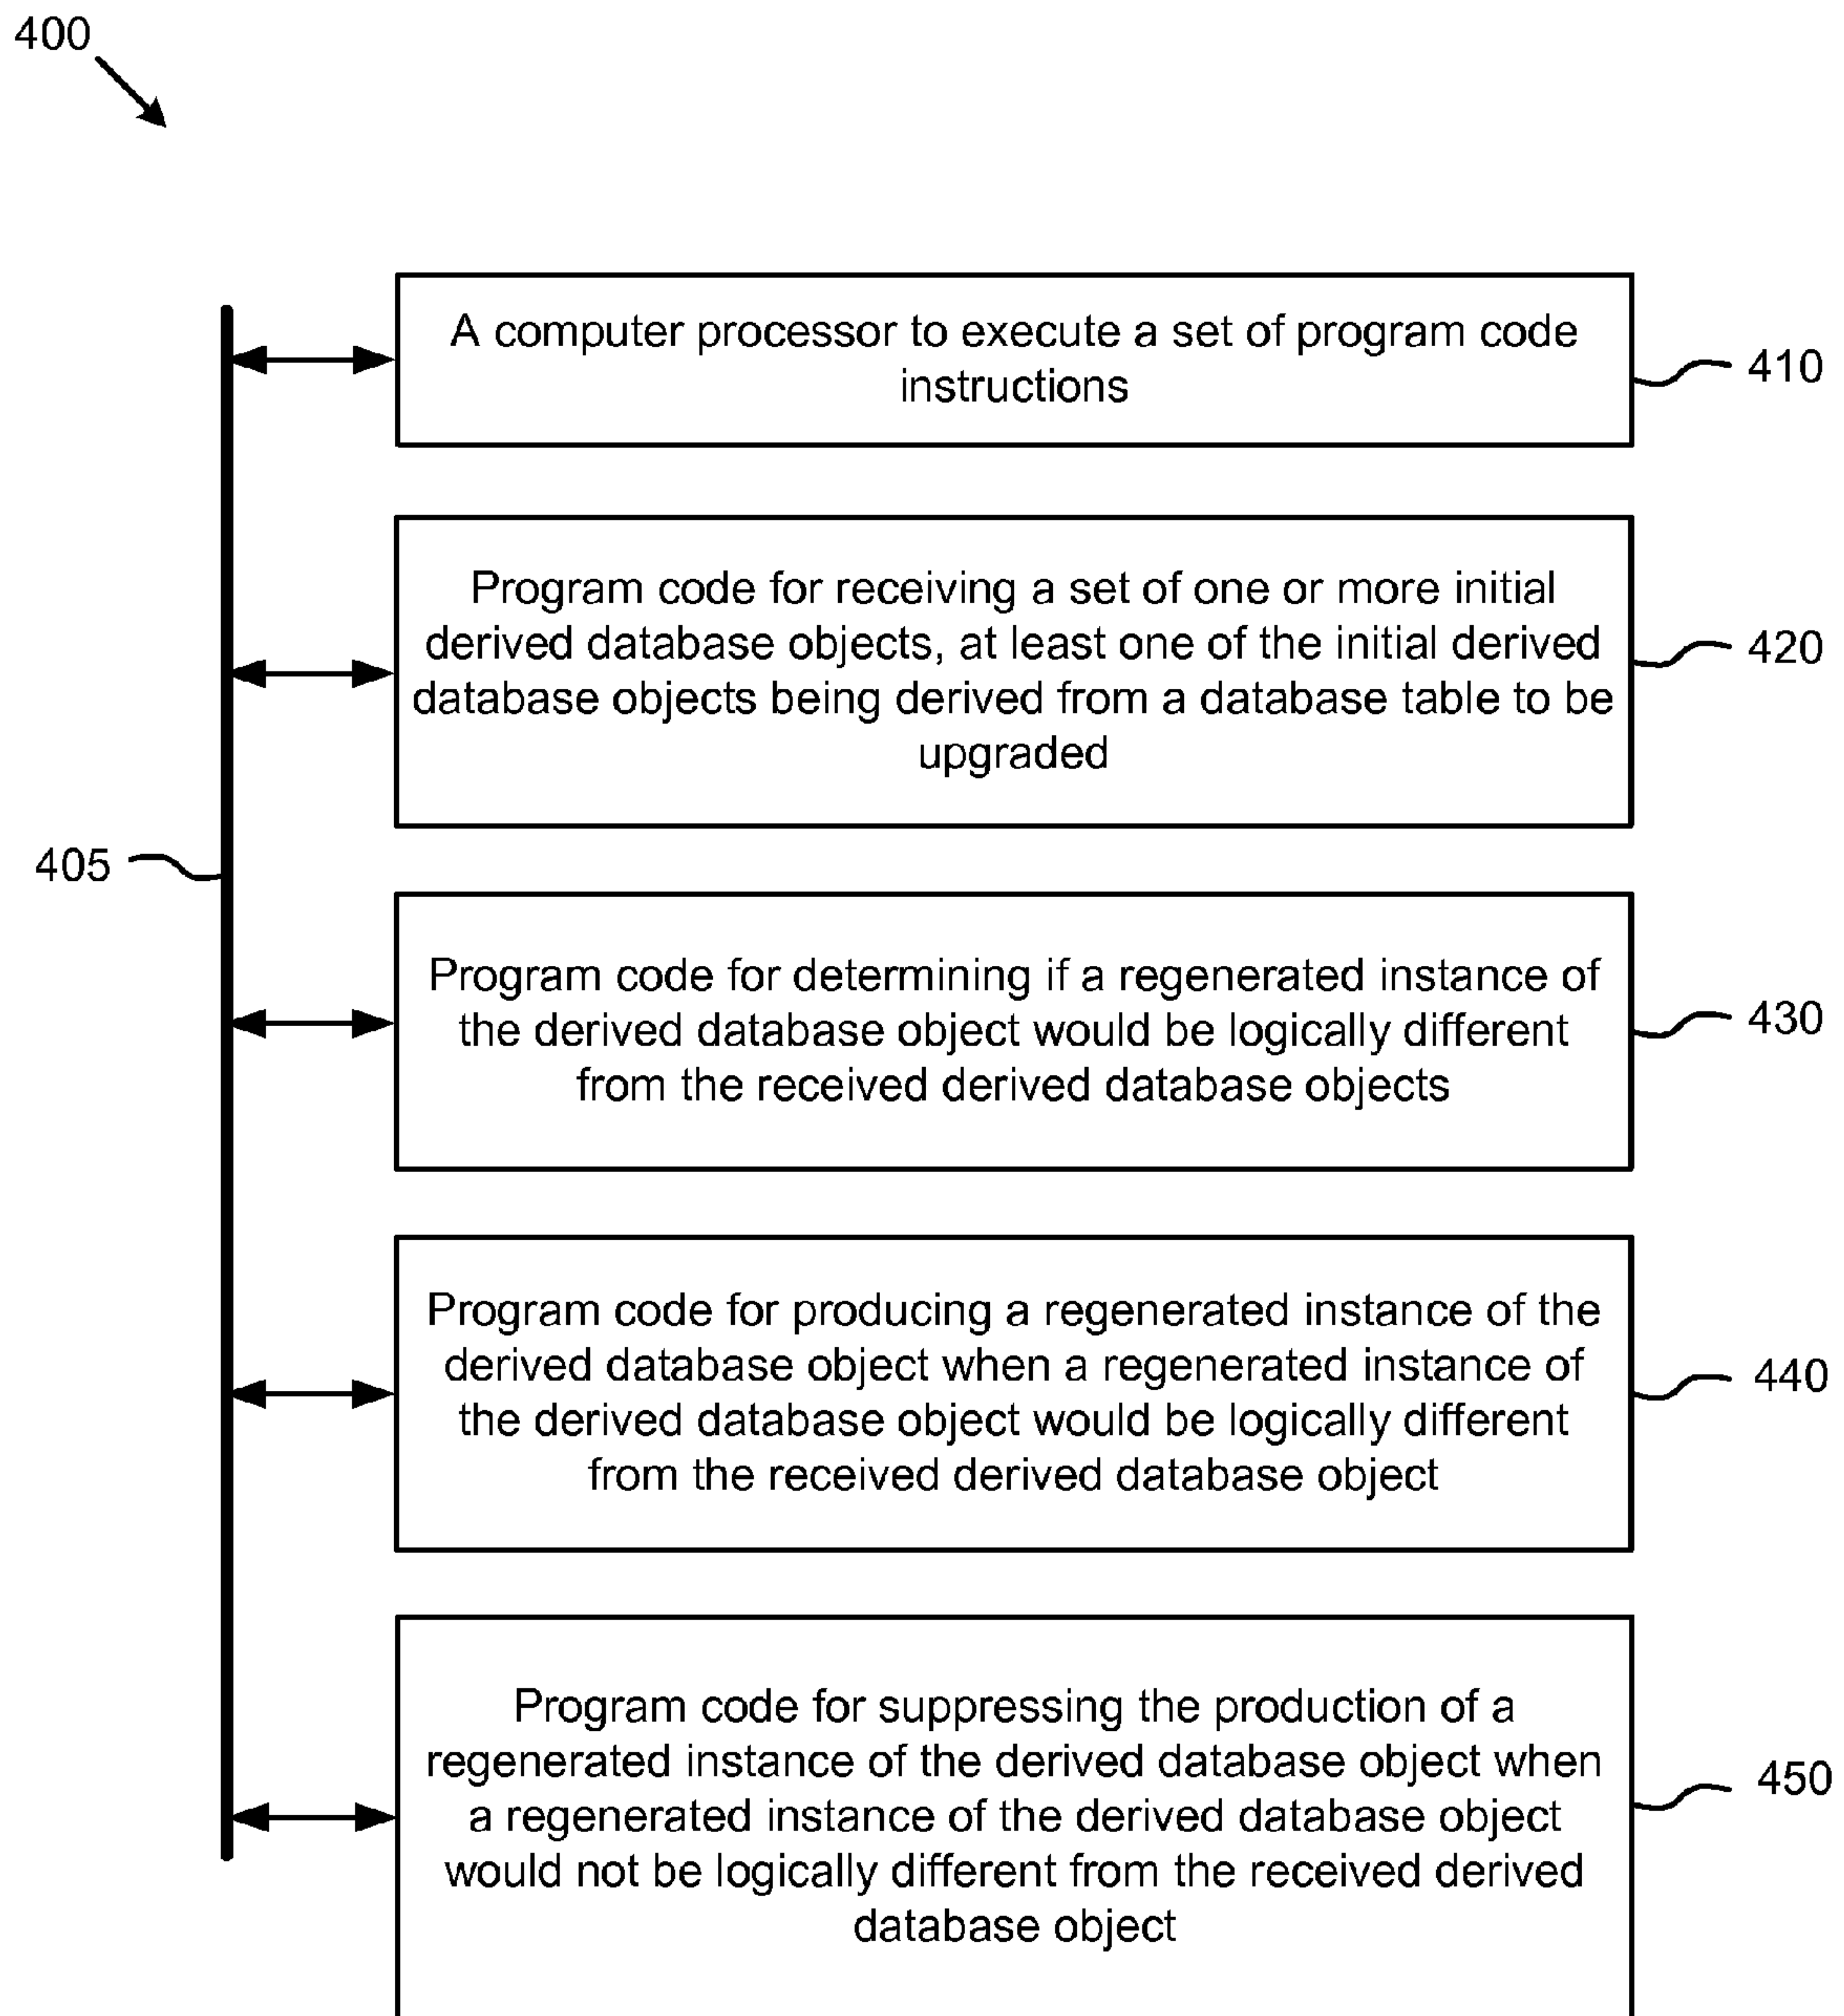 400
A computer processor to execute a set of program code
instructions
410
Program code for receiving a set of one or more initial
derived database objects, at least one of the initial derived
database objects being derived from a database table to be
upgraded
420
405
Program code for determining if a regenerated instance of
the derived database object would be logically different
from the received derived database objects
430
Program code for producing a regenerated instance of the
derived database object when a regenerated instance of
the derived database object would be logically different
from the received derived database object
440
Program code for suppressing the production of a
regenerated instance of the derived database object when
a regenerated instance of the derived database object
would not be logically different from the received derived
database object
450